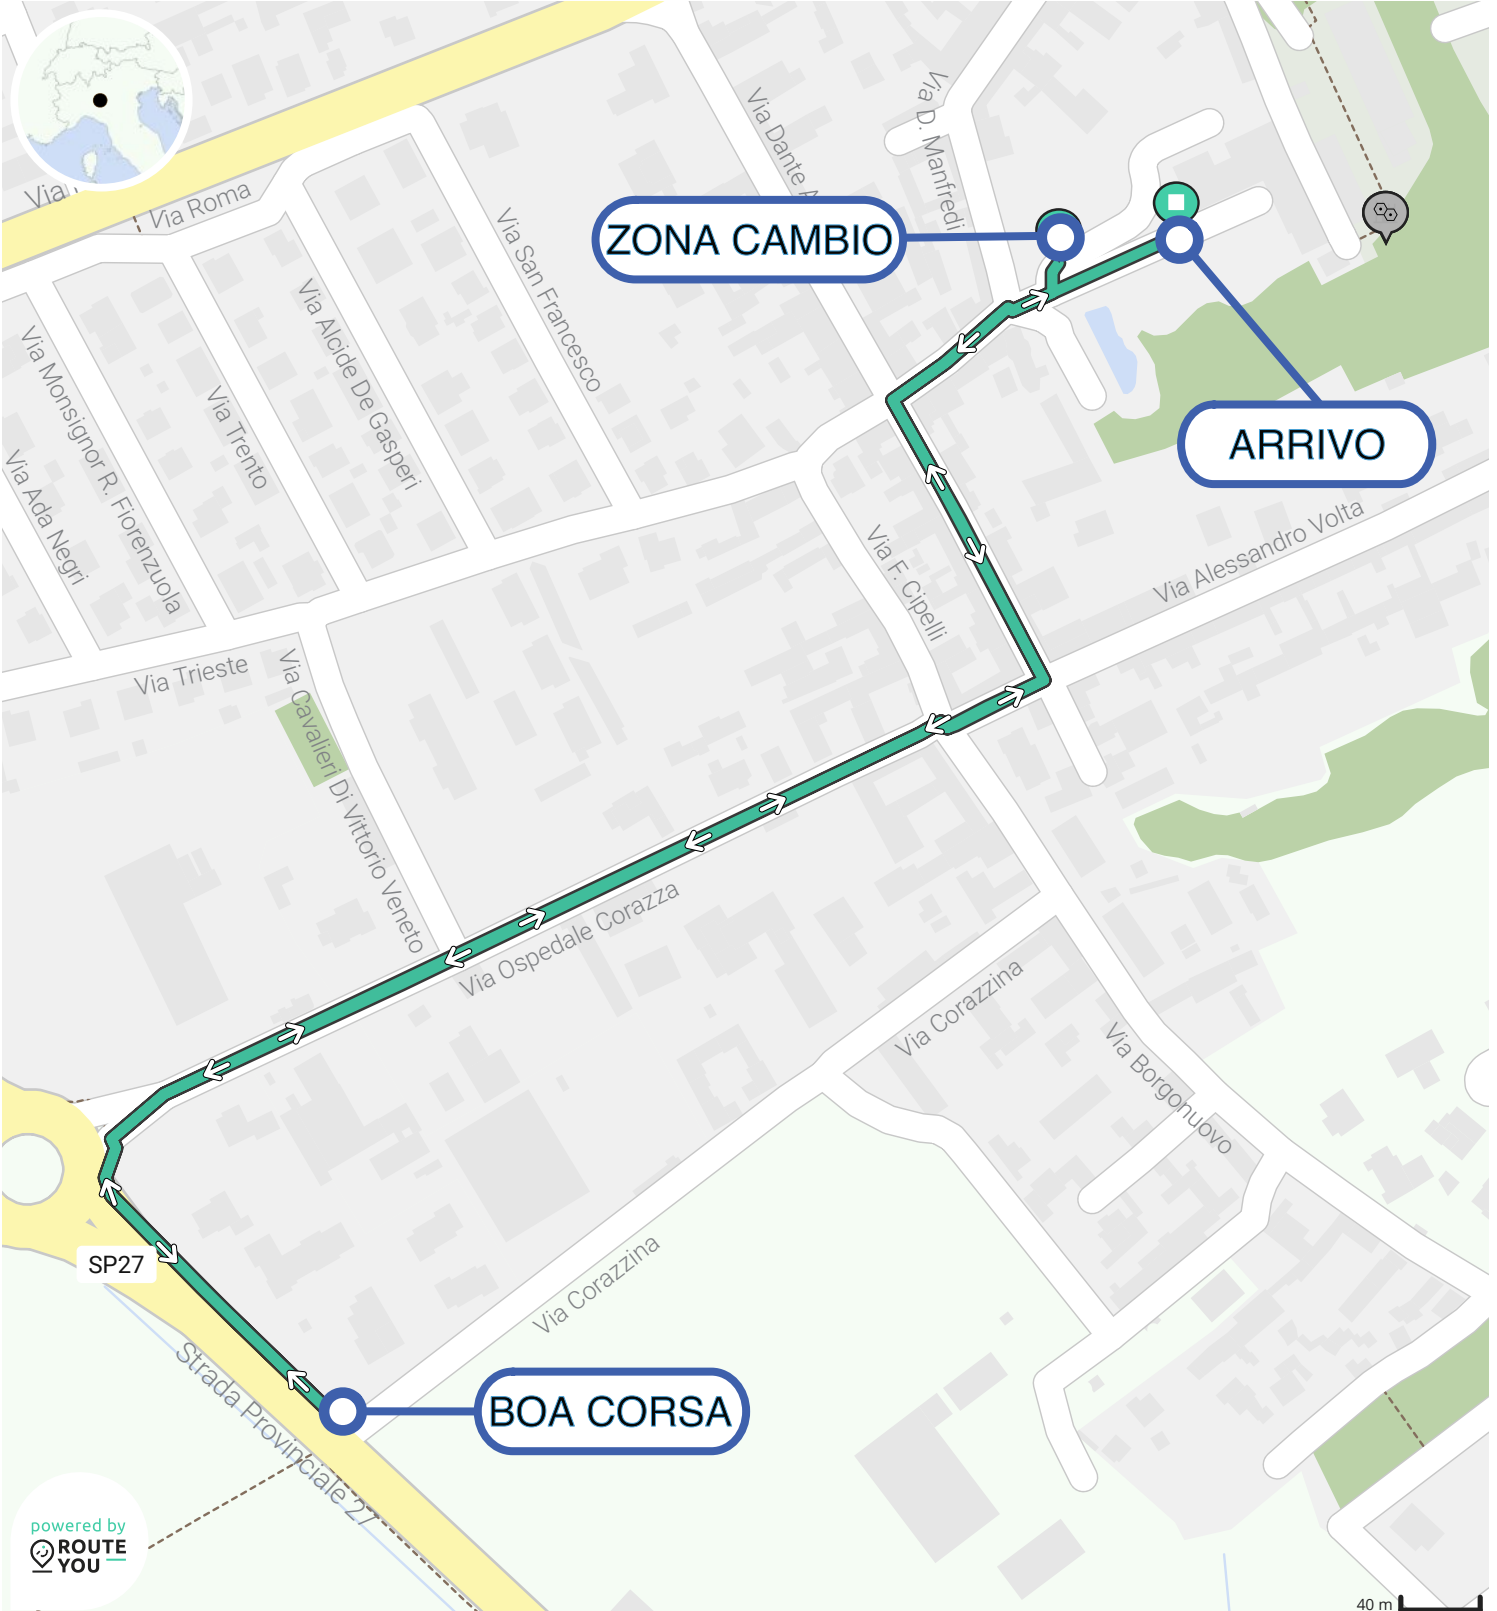 Via
Via Roma
Via San Francesco
Via Dante A
Via D. Manfredi
ZONA CAMBIO
ARRIVO
Via Monsignor R. Fiorenzuola
Via Trento
Via Alcide De Gasperi
Via Ada Negri
Via Trieste
Via Cavalieri Di Vittorio Veneto
Via F. Cipelli
Via Alessandro Volta
Via Ospedale Corazza
Via Corazzina
Via Borgonuovo
SP27
Via Corazzina
Strada Provinciale 27
BOA CORSA
powered by
ROUTE
YOU
40 m